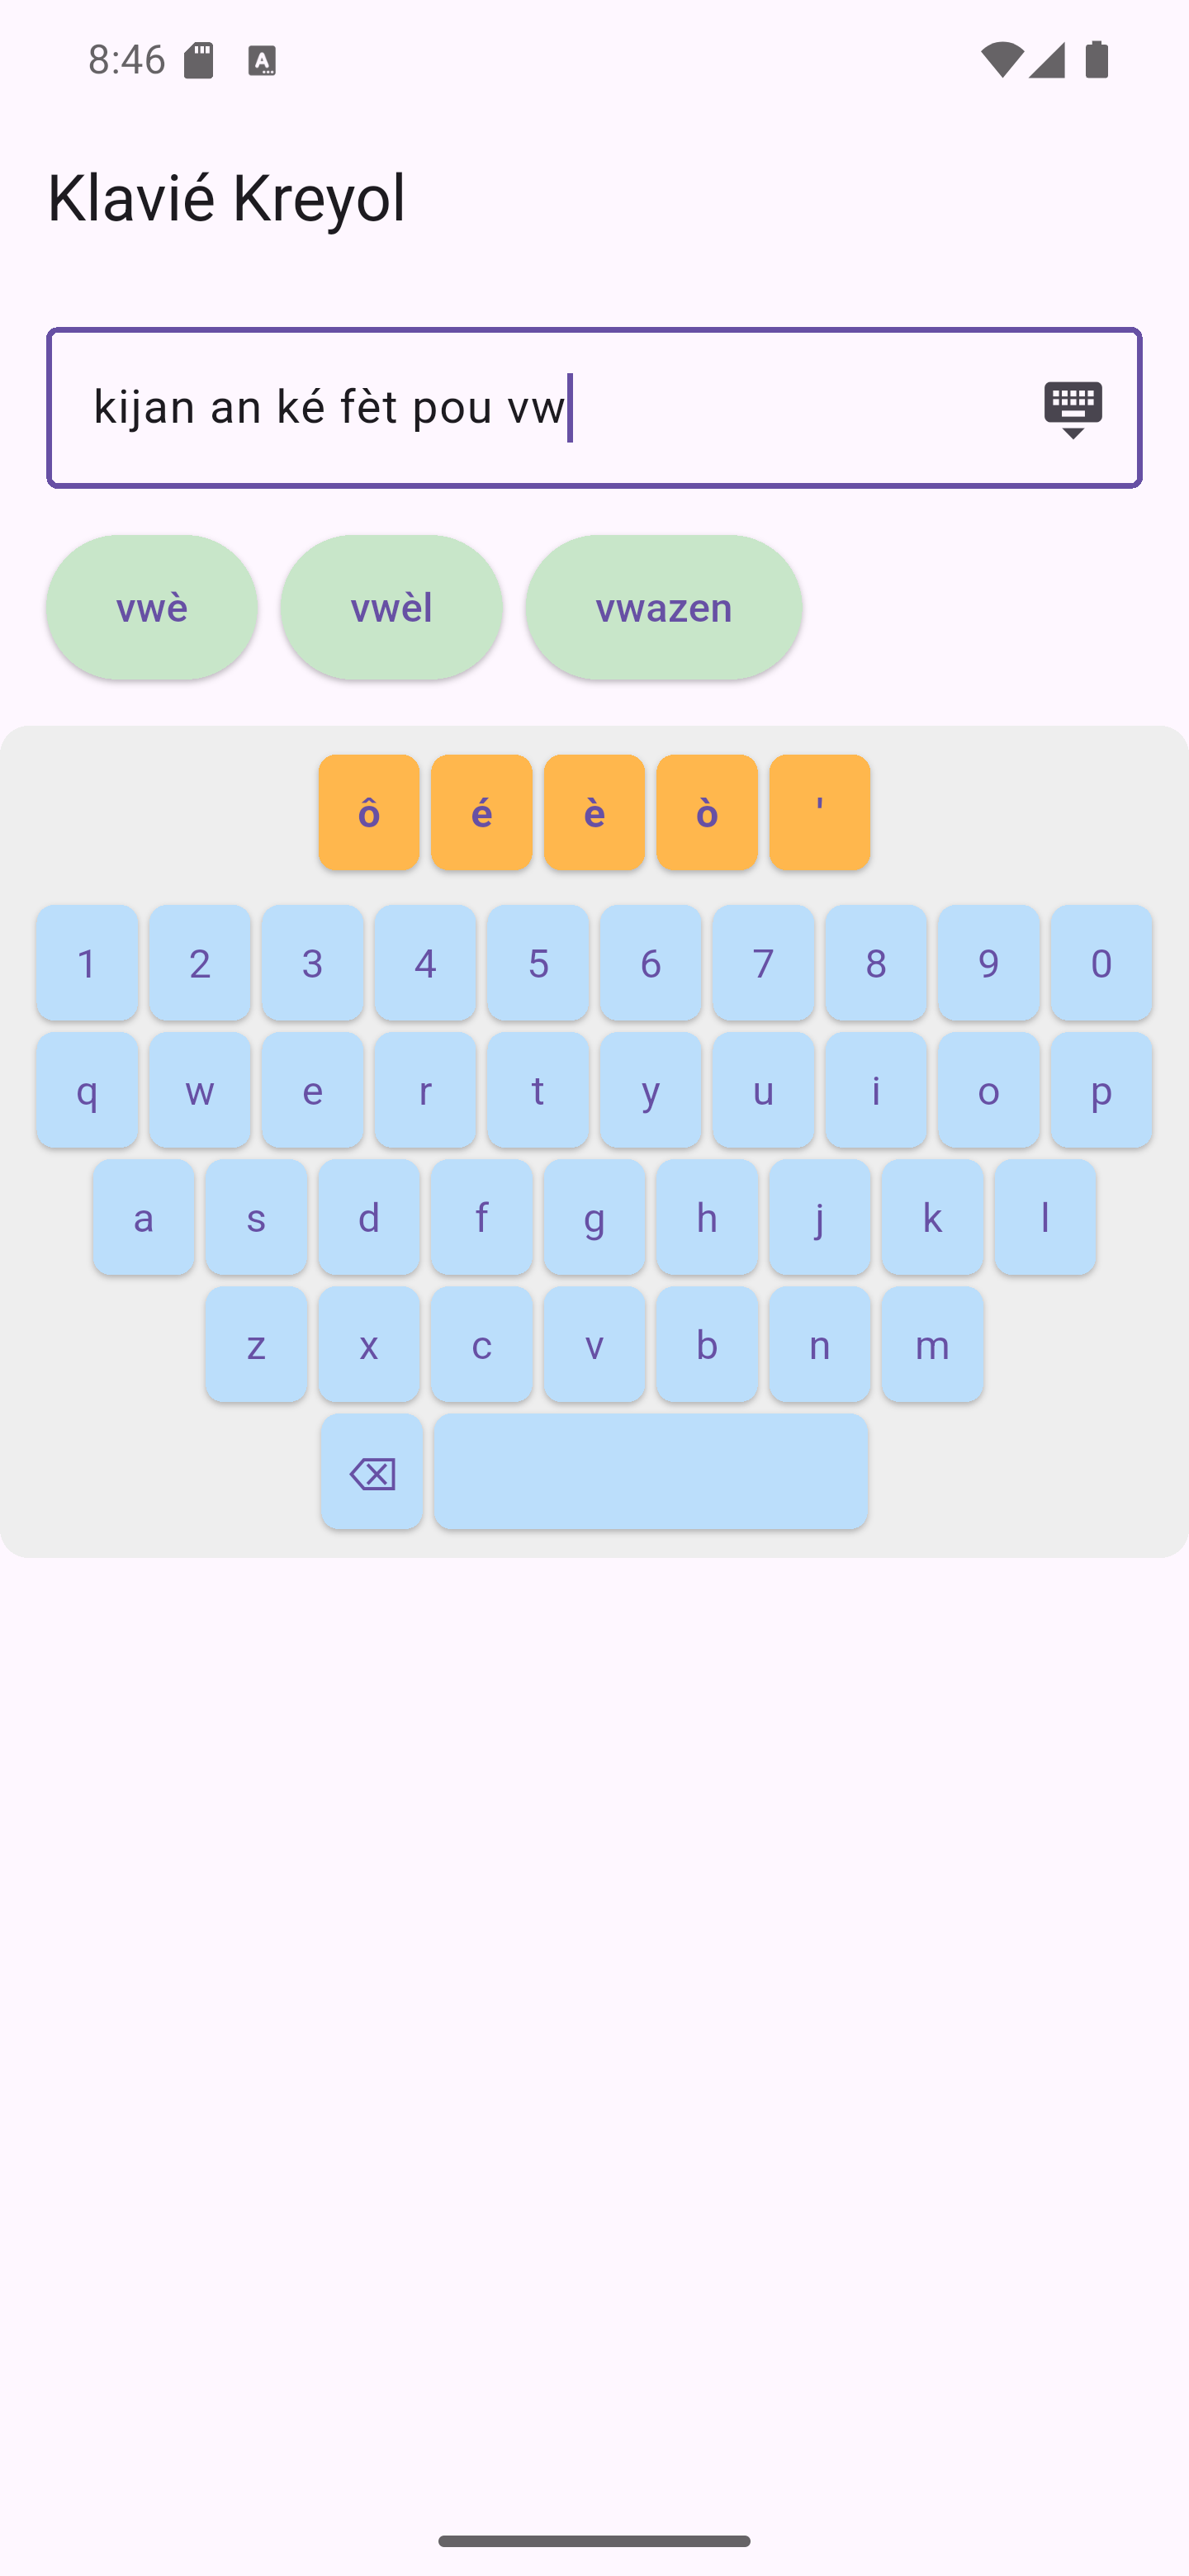 8:46
Klavié Kreyol
kijan an ké fèt pou vw
vwè vwèl vwazen
ô é è ò '
1 2 3 4 5 6 7 8 9 0
q w e r t y u i o p
a s d f g h j k l
z x c v b n m